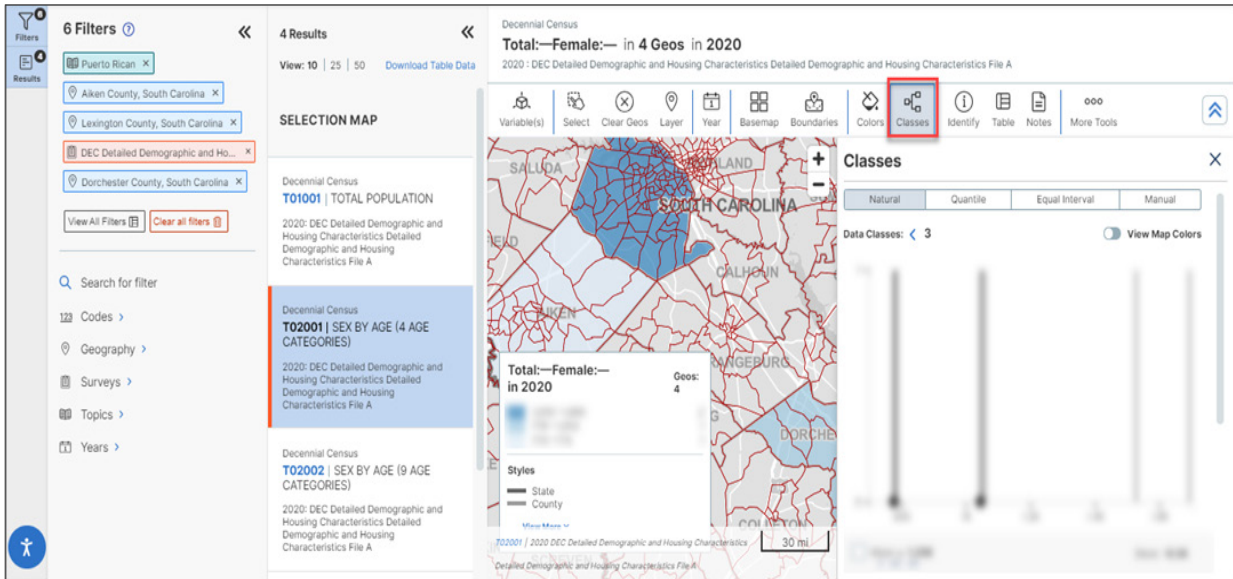 0
Filters
4
Results
6 Filters
Puerto Rican ×
Aiken County, South Carolina ×
Lexington County, South Carolina ×
DEC Detailed Demographic and Ho... ×
Dorchester County, South Carolina ×
View All Filters
Clear all filters
Search for filter
123 Codes >
Geography >
Surveys >
Topics >
Years >
4 Results
View: 10 | 25 | 50 Download Table Data
SELECTION MAP
Decennial Census
T01001 | TOTAL POPULATION
2020: DEC Detailed Demographic and
Housing Characteristics Detailed
Demographic and Housing
Characteristics File A
Decennial Census
T02001 | SEX BY AGE (4 AGE
CATEGORIES)
2020: DEC Detailed Demographic and
Housing Characteristics Detailed
Demographic and Housing
Characteristics File A
Decennial Census
T02002 | SEX BY AGE (9 AGE
CATEGORIES)
2020: DEC Detailed Demographic and
Housing Characteristics Detailed
Demographic and Housing
Characteristics File A
Decennial Census
Total:—Female:— in 4 Geos in 2020
2020 : DEC Detailed Demographic and Housing Characteristics Detailed Demographic and Housing Characteristics File A
Variable(s) Select Clear Geos Layer Year Basemap Boundaries Colors Classes Identify Table Notes More Tools
SALUDA
SOUTH CAROLINA
CALHOUN
DORCHE
COLLETON
SCREVEN
+
−
Total:—Female:—
in 2020
Geos:
4
Styles
State
County
View More
T02001 | 2020 DEC Detailed Demographic and Housing Characteristics
Detailed Demographic and Housing Characteristics File A
30 mi
Classes
Natural Quantile Equal Interval Manual
Data Classes: < 3 View Map Colors